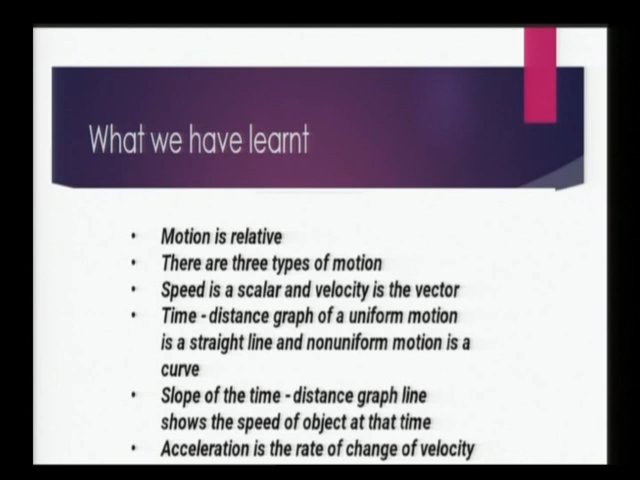 What we have learnt
• Motion is relative
• There are three types of motion
• Speed is a scalar and velocity is the vector
• Time - distance graph of a uniform motion
is a straight line and nonuniform motion is a
curve
• Slope of the time - distance graph line
shows the speed of object at that time
• Acceleration is the rate of change of velocity